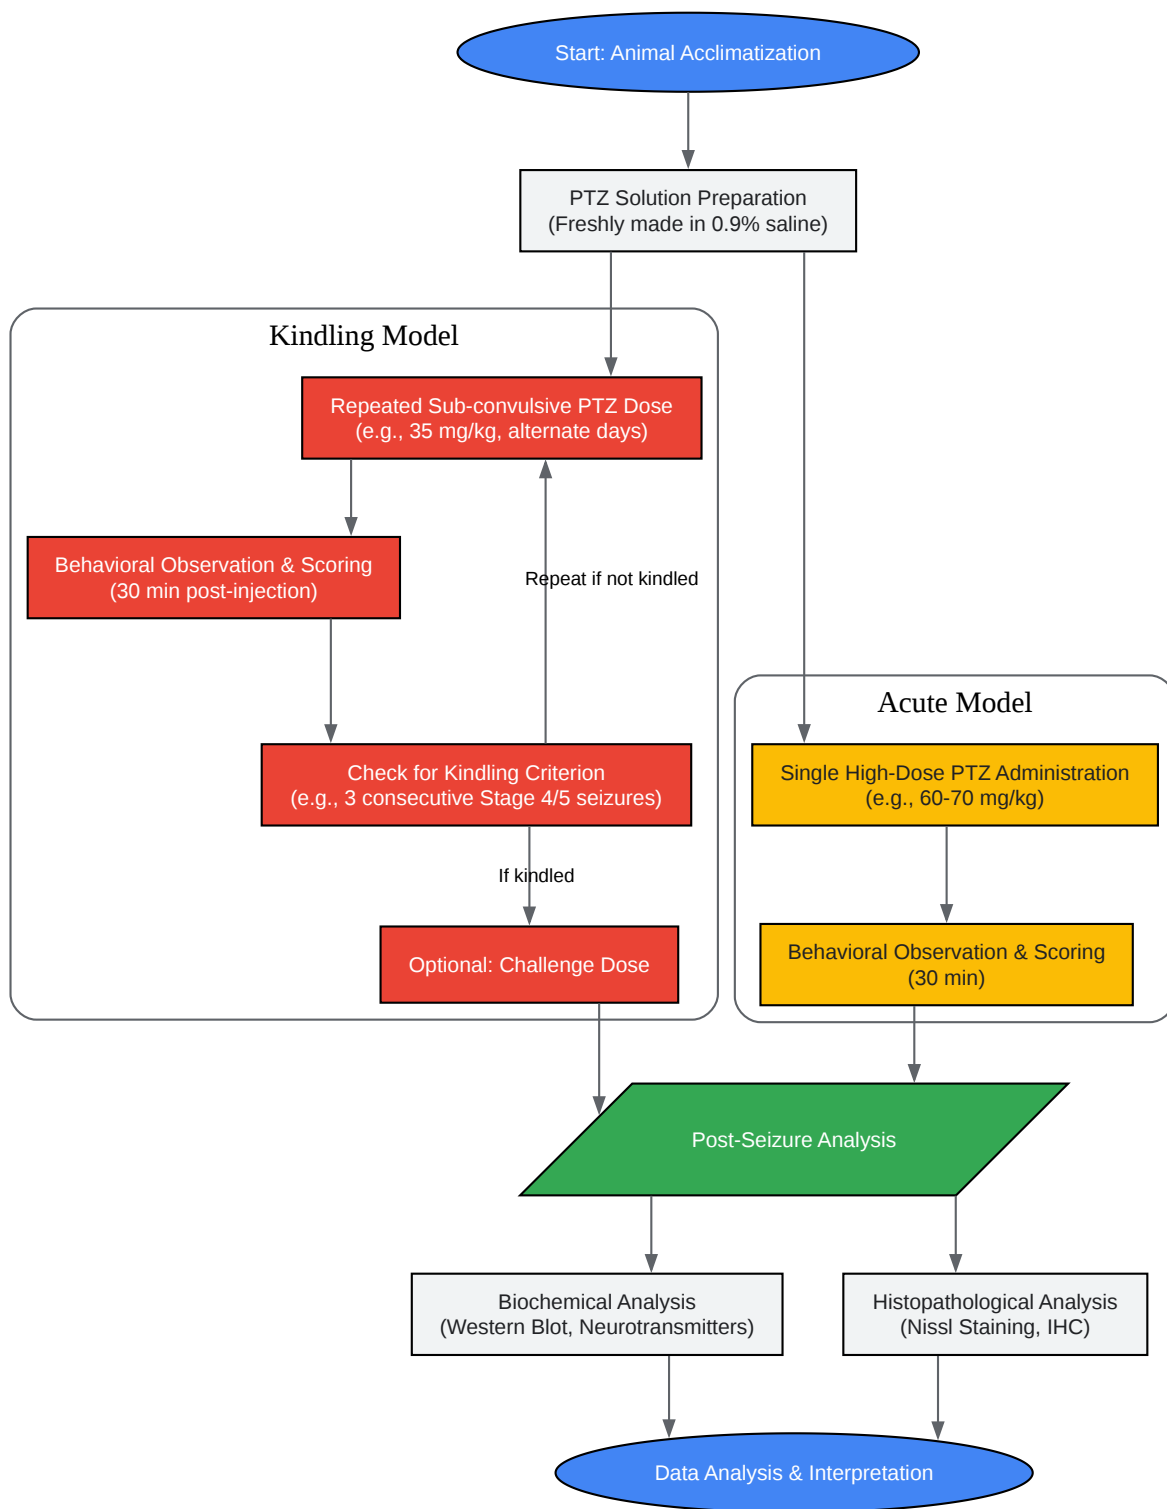 Start: Animal Acclimatization
PTZ Solution Preparation
(Freshly made in 0.9% saline)
Kindling Model
Repeated Sub-convulsive PTZ Dose
(e.g., 35 mg/kg, alternate days)
Behavioral Observation & Scoring
(30 min post-injection)
Repeat if not kindled
Check for Kindling Criterion
(e.g., 3 consecutive Stage 4/5 seizures)
If kindled
Optional: Challenge Dose
Acute Model
Single High-Dose PTZ Administration
(e.g., 60-70 mg/kg)
Behavioral Observation & Scoring
(30 min)
Post-Seizure Analysis
Biochemical Analysis
(Western Blot, Neurotransmitters)
Histopathological Analysis
(Nissl Staining, IHC)
Data Analysis & Interpretation